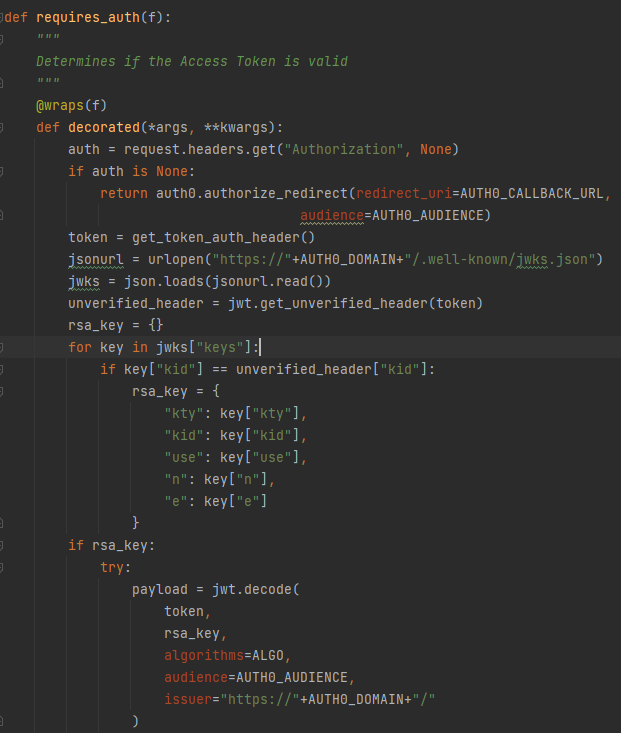 def requires_auth(f):
    """
    Determines if the Access Token is valid
    """
    @wraps(f)
    def decorated(*args, **kwargs):
        auth = request.headers.get("Authorization", None)
        if auth is None:
            return auth0.authorize_redirect(redirect_uri=AUTH0_CALLBACK_URL,
                                     audience=AUTH0_AUDIENCE)
        token = get_token_auth_header()
        jsonurl = urlopen("https://"+AUTH0_DOMAIN+"/.well-known/jwks.json")
        jwks = json.loads(jsonurl.read())
        unverified_header = jwt.get_unverified_header(token)
        rsa_key = {}
        for key in jwks["keys"]:
            if key["kid"] == unverified_header["kid"]:
                rsa_key = {
                    "kty": key["kty"],
                    "kid": key["kid"],
                    "use": key["use"],
                    "n": key["n"],
                    "e": key["e"]
                }
        if rsa_key:
            try:
                payload = jwt.decode(
                    token,
                    rsa_key,
                    algorithms=ALGO,
                    audience=AUTH0_AUDIENCE,
                    issuer="https://"+AUTH0_DOMAIN+"/"
                )